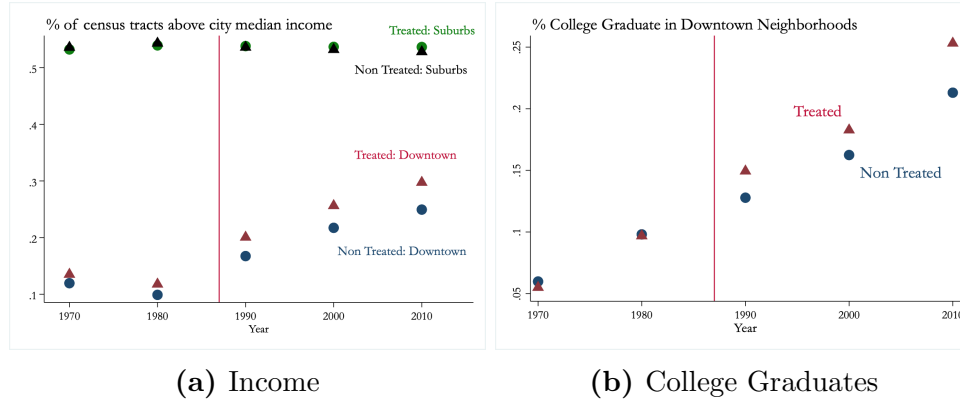 % of census tracts above city median income
Treated: Suburbs
.5
Non Treated: Suburbs
.4
Treated: Downtown
.3
.2
Non Treated: Downtown
.1
1970 1980 1990 2000 2010
Year
(a) Income
% College Graduate in Downtown Neighborhoods
.25
.2
Treated
.15
Non Treated
.1
.05
1970 1980 1990 2000 2010
Year
(b) College Graduates